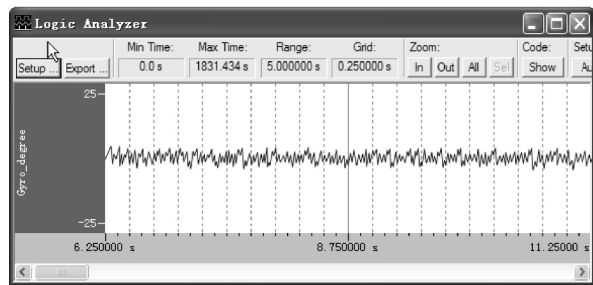 Logic Analyzer
Min Time: Max Time: Range: Grid: Zoom: Code: Setu
Setup ... Export ... 0.0 s 1831.434 s 5.000000 s 0.250000 s In Out All Sel Show Au
25
Gyro_degree
-25
6.250000 s 8.750000 s 11.25000 s